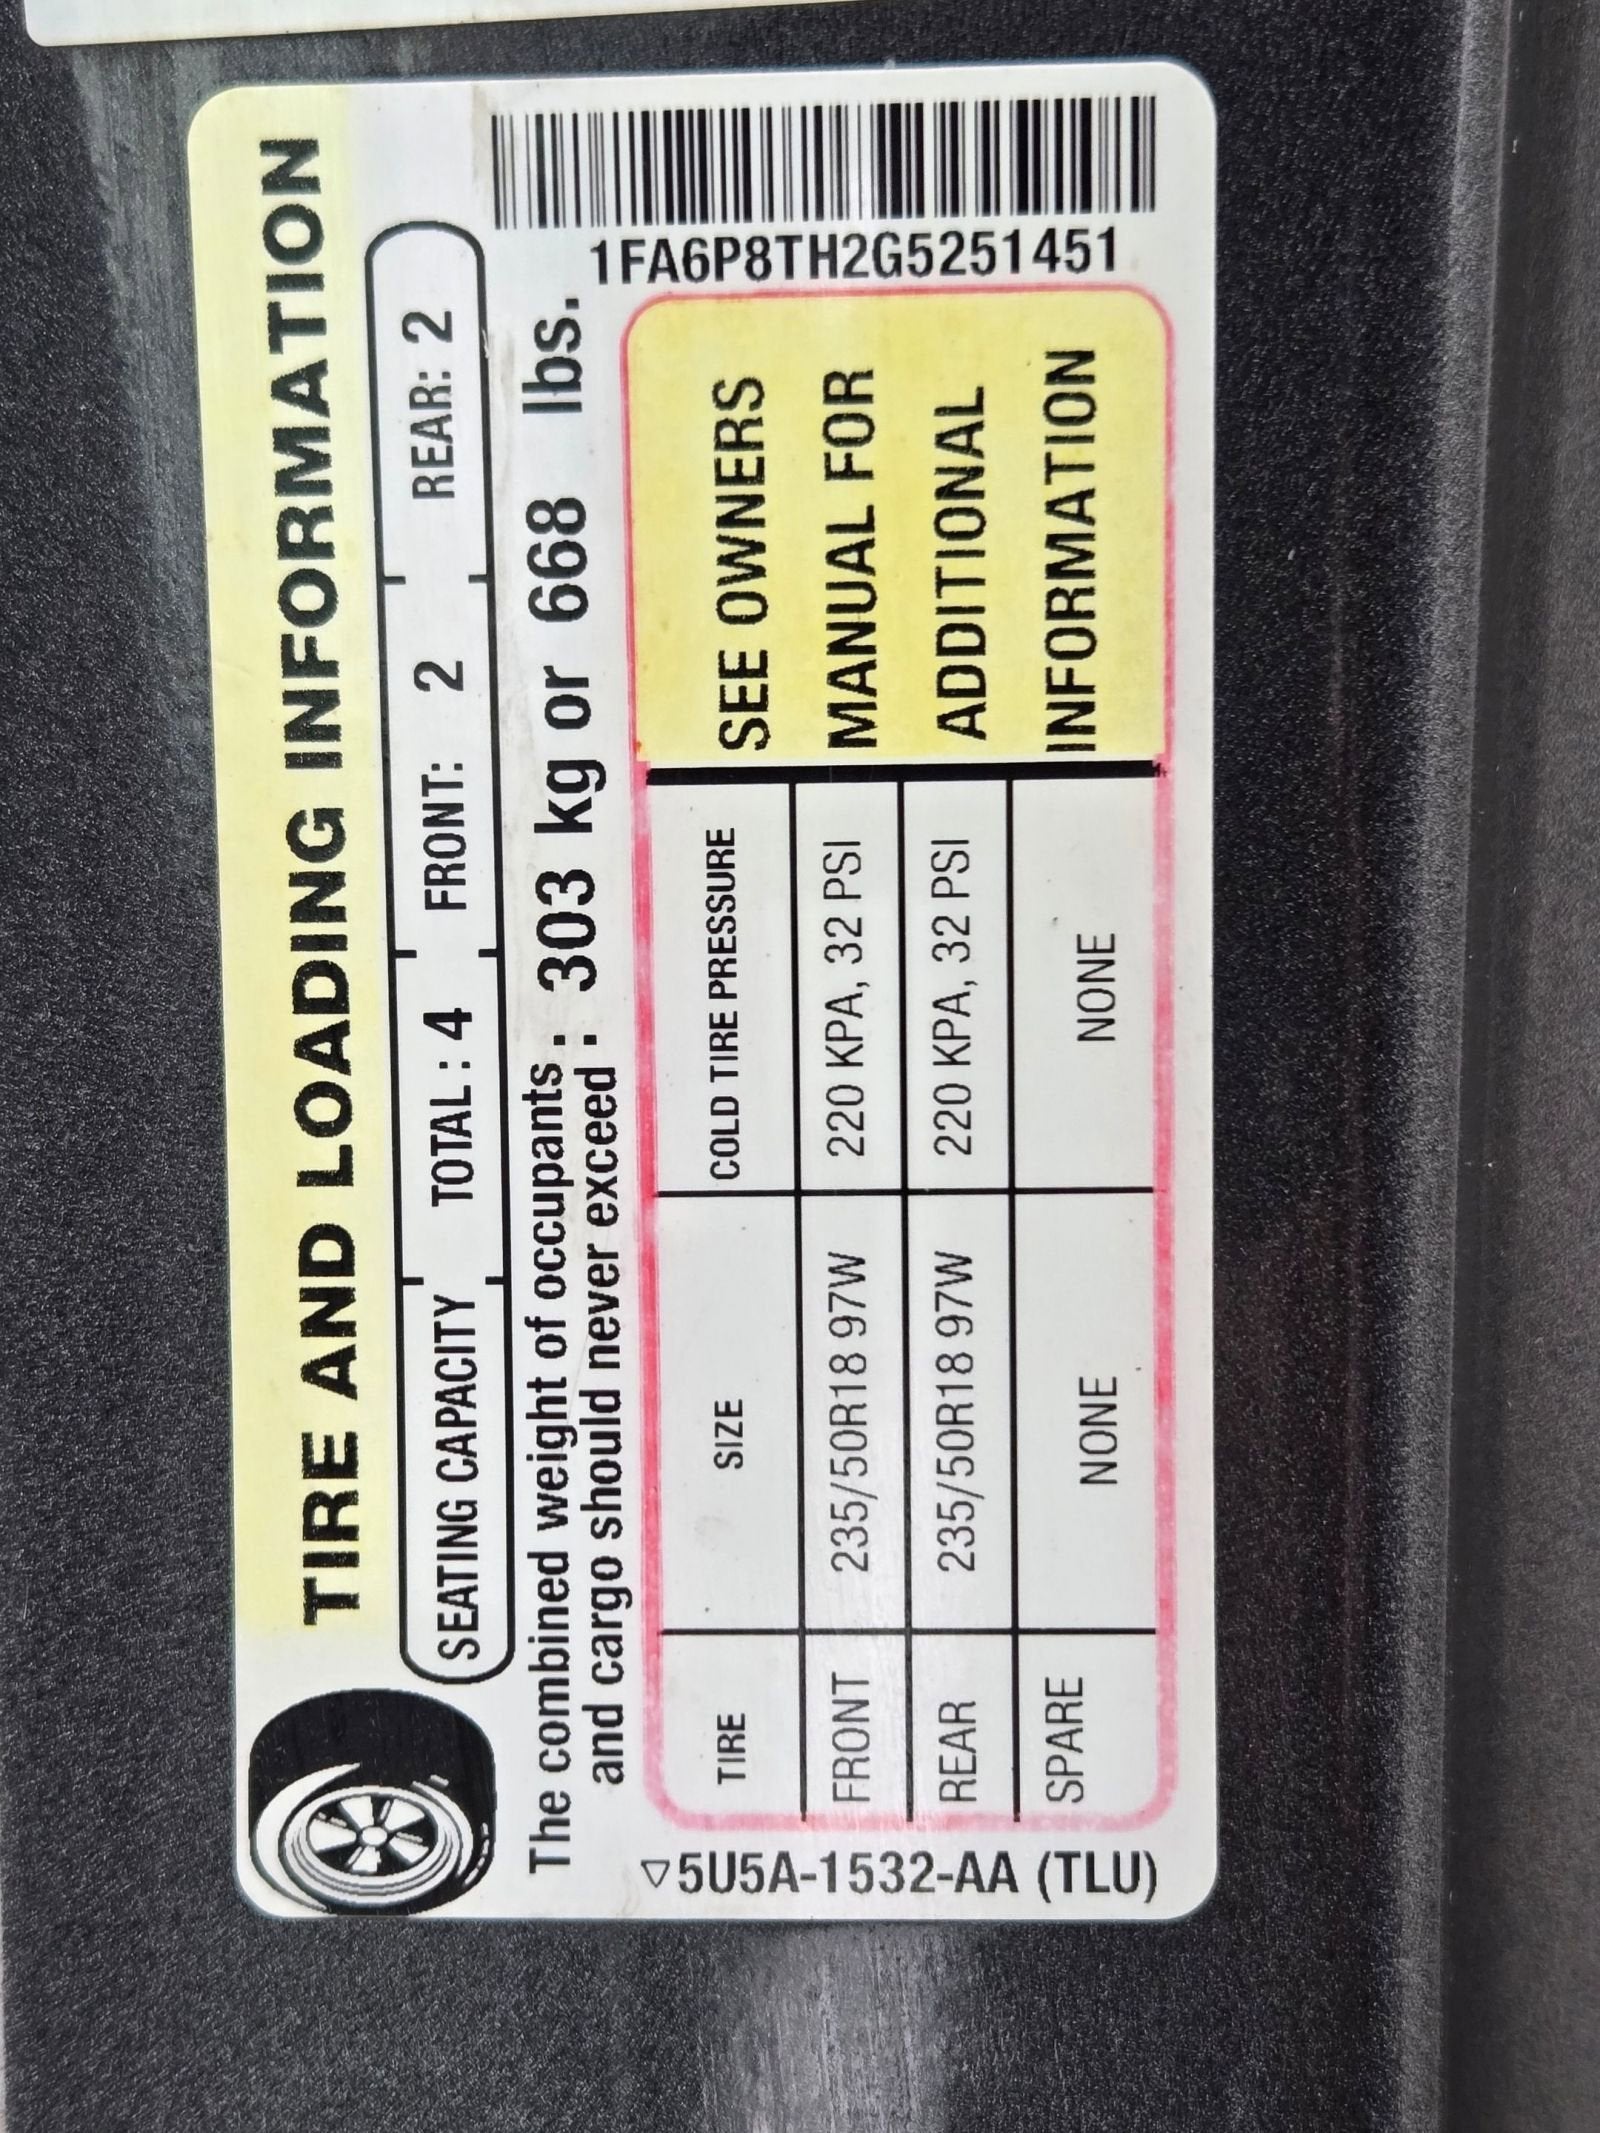 TIRE AND LOADING INFORMATION
SEATING CAPACITY TOTAL : 4 FRONT: 2 REAR: 2
The combined weight of occupants : 303 kg or 668 lbs.
and cargo should never exceed :
1FA6P8TH2G5251451
TIRE SIZE COLD TIRE PRESSURE
FRONT 235/50R18 97W 220 KPA, 32 PSI
REAR 235/50R18 97W 220 KPA, 32 PSI
SPARE NONE NONE
SEE OWNERS
MANUAL FOR
ADDITIONAL
INFORMATION
▽5U5A-1532-AA (TLU)